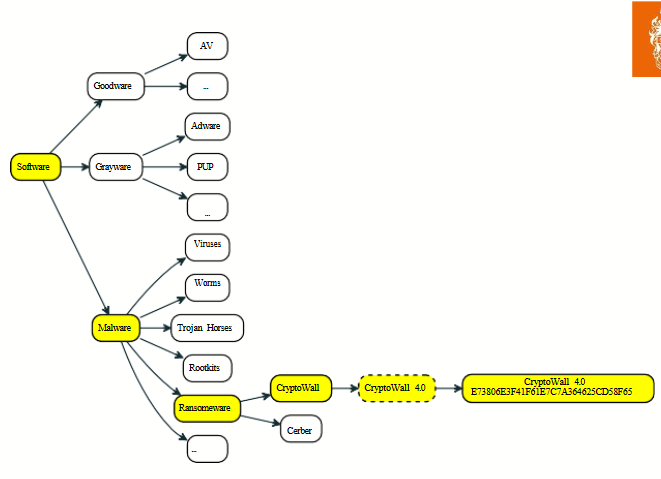 AV
Goodware
...
Adware
Software
Grayware
PUP
...
Viruses
Worms
Malware
Trojan Horses
Rootkits
CryptoWall
CryptoWall 4.0
CryptoWall 4.0
E73806E3F41F61E7C7A364625CD58F65
Ransomeware
Cerber
...